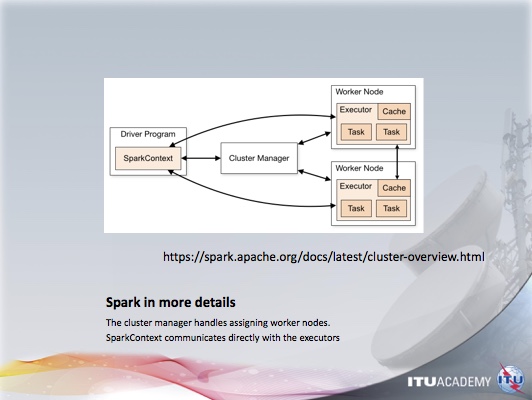 Worker Node
Executor
Cache
Task Task
Driver Program
SparkContext
Cluster Manager
Worker Node
Executor
Cache
Task Task
https://spark.apache.org/docs/latest/cluster-overview.html
Spark in more details
The cluster manager handles assigning worker nodes.
SparkContext communicates directly with the executors
ITUACADEMY ITU